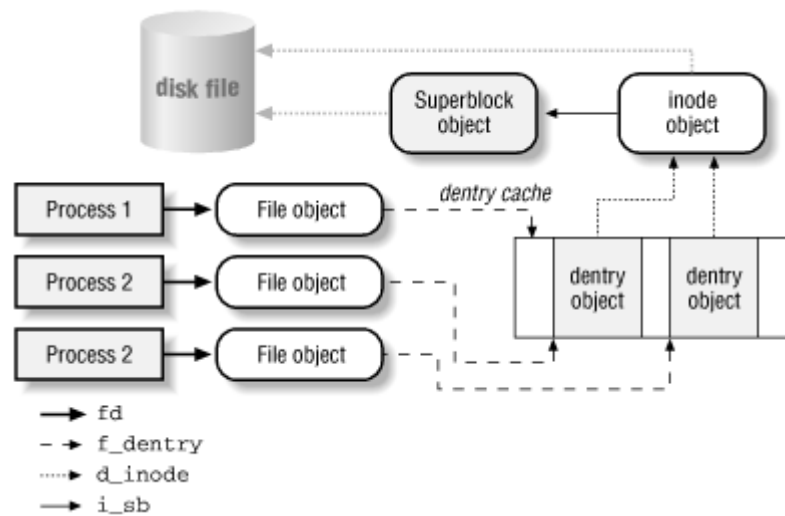 disk file
Superblock
object
inode
object
Process 1
File object
dentry cache
Process 2
File object
dentry
object
dentry
object
Process 2
File object
fd
f_dentry
d_inode
i_sb